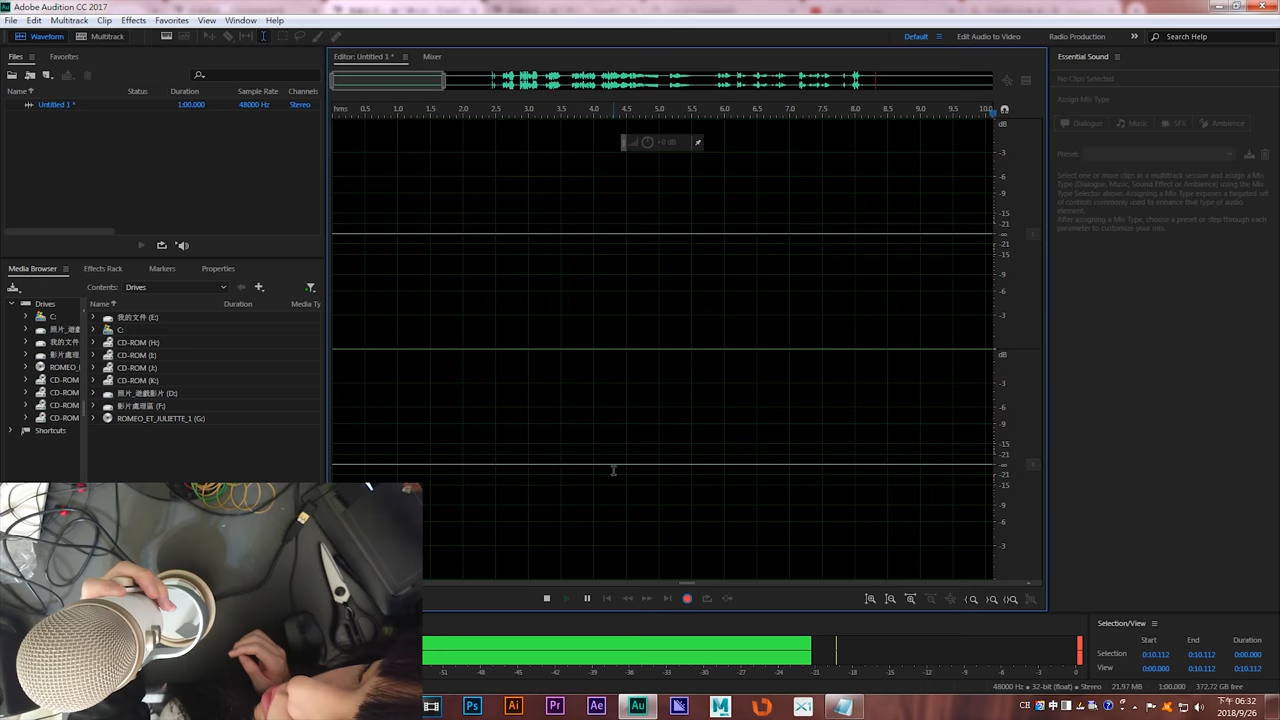 Adobe Audition CC 2017
File Edit Multitrack Clip Effects Favorites View Window Help
Waveform Multitrack Default Edit Audio to Video Radio Production Search Help
Files Favorites
Name Status Duration Sample Rate Channels
Untitled 1 * 1:00.000 48000 Hz Stereo
Editor: Untitled 1 * Mixer
hms 0.5 1.0 1.5 2.0 2.5 3.0 3.5 4.0 4.5 5.0 5.5 6.0 6.5 7.0 7.5 8.0 8.5 9.0 9.5 10.0
+0 dB
dB
-3
-6
-9
-15
-21
-∞
-21
-15
-9
-6
-3
dB
-3
-6
-9
-15
-21
-∞
-21
-15
-9
-6
-3
Essential Sound
No Clips Selected
Assign Mix Type
Dialogue Music SFX Ambience
Preset:
Select one or more clips in a multitrack session and assign a Mix
Type (Dialogue, Music, Sound Effect or Ambience) using the Mix
Type Selector above. Assigning a Mix Type exposes a targeted set
of controls commonly used to enhance that type of audio
element.
After assigning a Mix Type, choose a preset or step through each
parameter to customize your mix.
Media Browser Effects Rack Markers Properties
Contents: Drives
Drives
C:
照片_遊戲
我的文件
影片處理
ROMEO_
CD-ROM
CD-ROM
CD-ROM
CD-ROM
Shortcuts
Name Duration Media Ty
我的文件 (E:)
C:
CD-ROM (H:)
CD-ROM (I:)
CD-ROM (J:)
CD-ROM (K:)
照片_遊戲影片 (D:)
影片處理區 (F:)
ROMEO_ET_JULIETTE_1 (G:)
-51 -48 -45 -42 -39 -36 -33 -30 -27 -24 -21 -18 -15 -12 -9 -6 -3 0
Selection/View
Start End Duration
Selection 0:10.112 0:10.112 0:00.000
View 0:00.000 0:10.112 0:10.112
48000 Hz • 32-bit (float) • Stereo 21.97 MB 1:00.000 372.72 GB free
Ps Ai Pr Ae Au M
CH
下午 06:32
2018/9/26